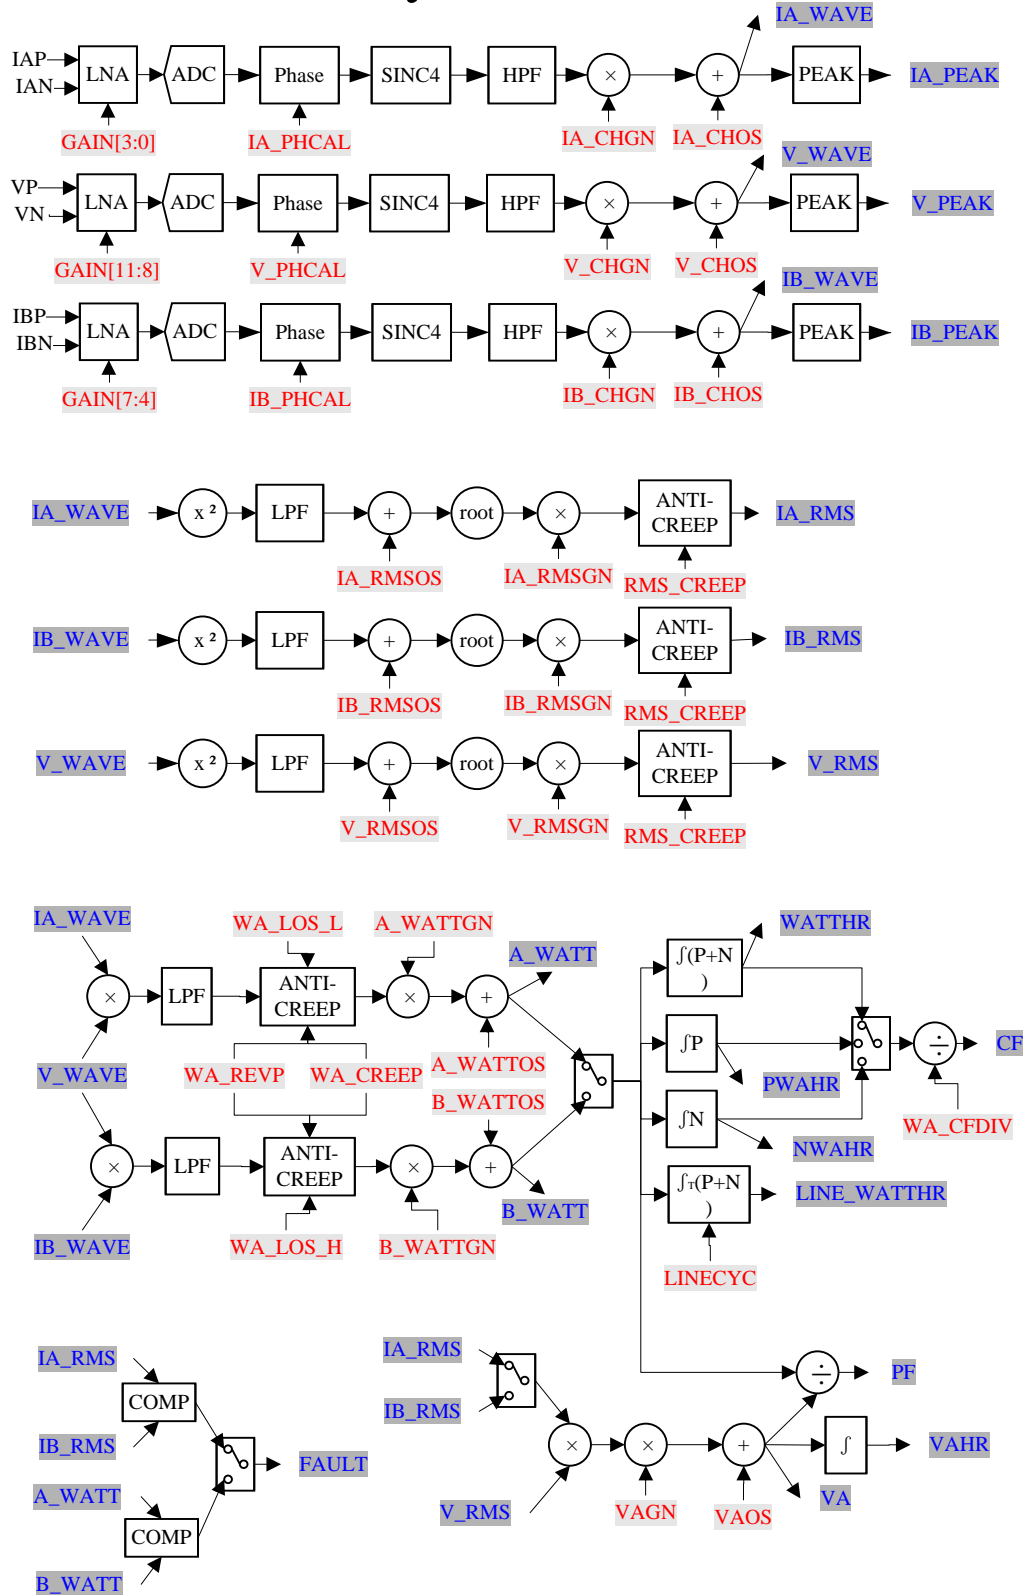 IA_WAVE
IAP
IAN
LNA
ADC
Phase
SINC4
HPF
×
+
PEAK
IA_PEAK
GAIN[3:0]
IA_PHCAL
IA_CHGN
IA_CHOS
V_WAVE
VP
VN
LNA
ADC
Phase
SINC4
HPF
×
+
PEAK
V_PEAK
GAIN[11:8]
V_PHCAL
V_CHGN
V_CHOS
IB_WAVE
IBP
IBN
LNA
ADC
Phase
SINC4
HPF
×
+
PEAK
IB_PEAK
GAIN[7:4]
IB_PHCAL
IB_CHGN
IB_CHOS
IA_WAVE
x ²
LPF
+
root
×
ANTI-
CREEP
IA_RMS
IA_RMSOS
IA_RMSGN
RMS_CREEP
IB_WAVE
x ²
LPF
+
root
×
ANTI-
CREEP
IB_RMS
IB_RMSOS
IB_RMSGN
RMS_CREEP
V_WAVE
x ²
LPF
+
root
×
ANTI-
CREEP
V_RMS
V_RMSOS
V_RMSGN
RMS_CREEP
IA_WAVE
WA_LOS_L
A_WATTGN
A_WATT
WATTHR
∫(P+N
)
×
LPF
ANTI-
CREEP
×
+
∫P
÷
CF
V_WAVE
WA_REVP
WA_CREEP
A_WATTOS
PWAHR
B_WATTOS
∫N
WA_CFDIV
NWAHR
×
LPF
ANTI-
CREEP
×
+
∫T(P+N
)
LINE_WATTHR
B_WATT
IB_WAVE
WA_LOS_H
B_WATTGN
LINECYC
IA_RMS
COMP
IB_RMS
FAULT
A_WATT
COMP
B_WATT
IA_RMS
IB_RMS
÷
PF
×
×
+
∫
VAHR
V_RMS
VAGN
VAOS
VA